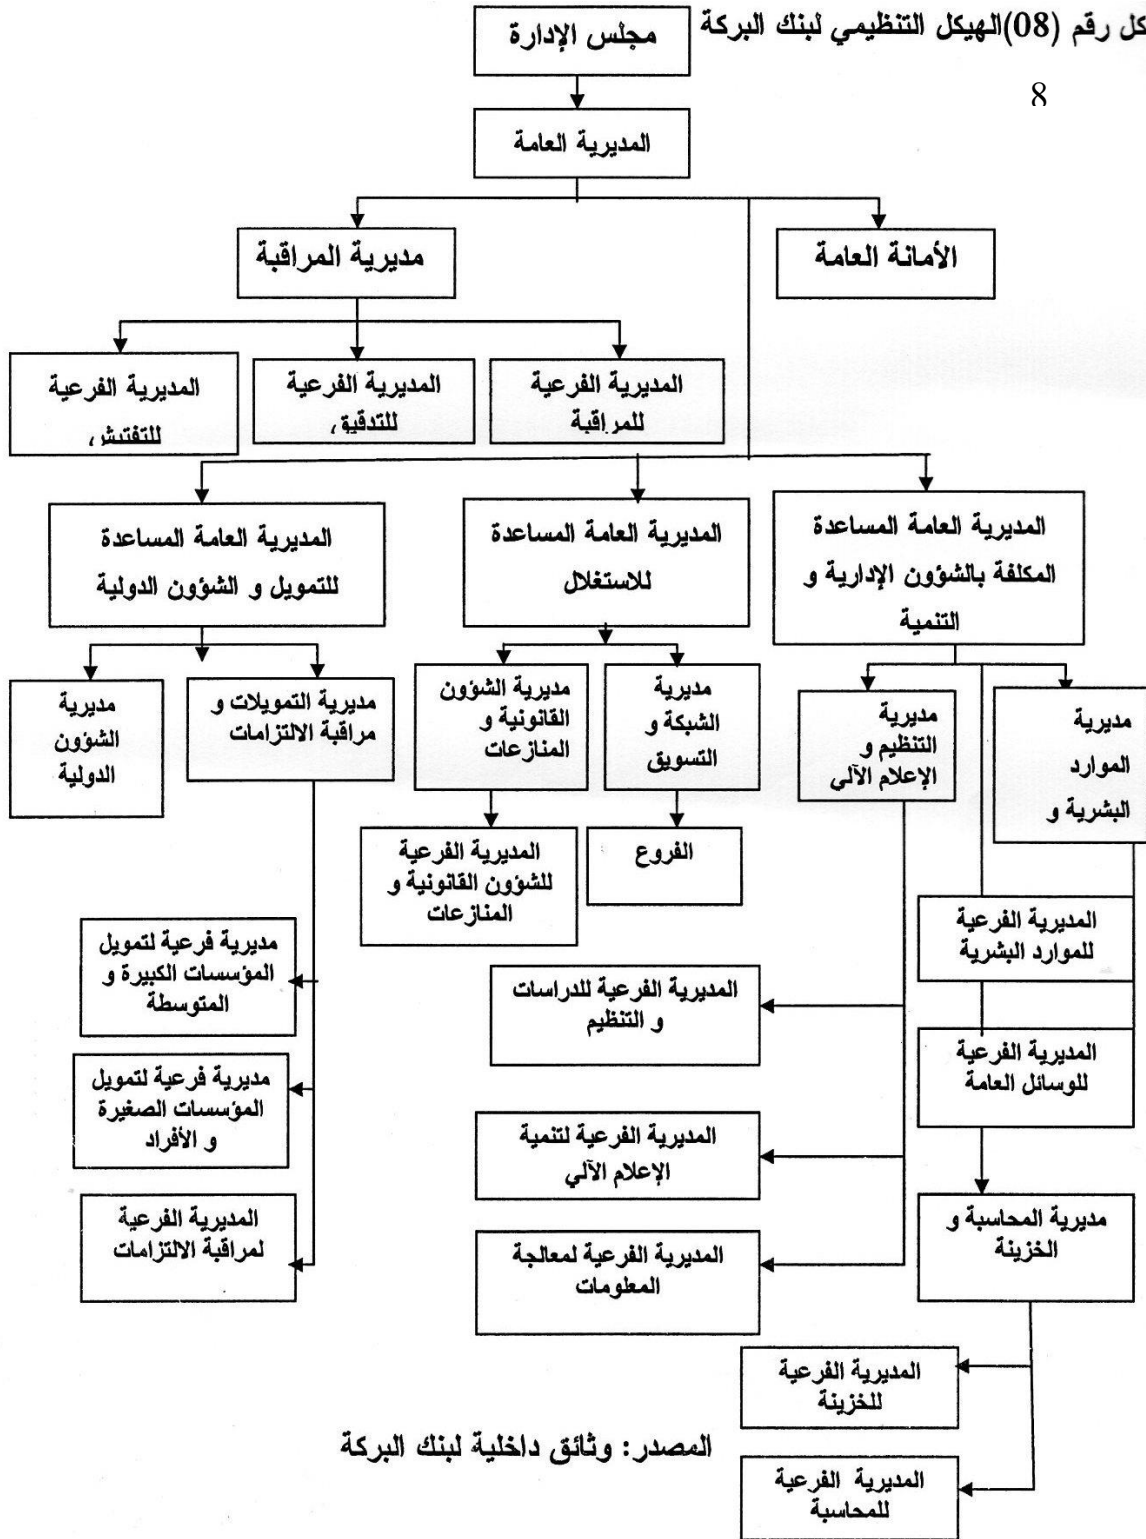 كل رقم (08)الهيكل التنظيمي لبنك البركة
8
مجلس الإدارة
المديرية العامة
الأمانة العامة
مديرية المراقبة
المديرية الفرعية
للمراقبة
المديرية الفرعية
للتدقيق
المديرية الفرعية
للتفتيش
المديرية العامة المساعدة
المكلفة بالشؤون الإدارية و
التنمية
المديرية العامة المساعدة
للاستغلال
المديرية العامة المساعدة
للتمويل و الشؤون الدولية
مديرية
الموارد
البشرية و
مديرية
التنظيم و
الإعلام الآلي
مديرية
الشبكة و
التسويق
مديرية الشؤون
القانونية و
المنازعات
مديرية التمويلات و
مراقبة الالتزامات
مديرية
الشؤون
الدولية
الفروع
المديرية الفرعية
للشؤون القانونية و
المنازعات
المديرية الفرعية
للموارد البشرية
مديرية فرعية لتمويل
المؤسسات الكبيرة و
المتوسطة
المديرية الفرعية للدراسات
و التنظيم
المديرية الفرعية
للوسائل العامة
مديرية فرعية لتمويل
المؤسسات الصغيرة
و الأفراد
المديرية الفرعية لتنمية
الإعلام الآلي
مديرية المحاسبة و
الخزينة
المديرية الفرعية
لمراقبة الالتزامات
المديرية الفرعية لمعالجة
المعلومات
المديرية الفرعية
للخزينة
المصدر: وثائق داخلية لبنك البركة
المديرية الفرعية
للمحاسبة